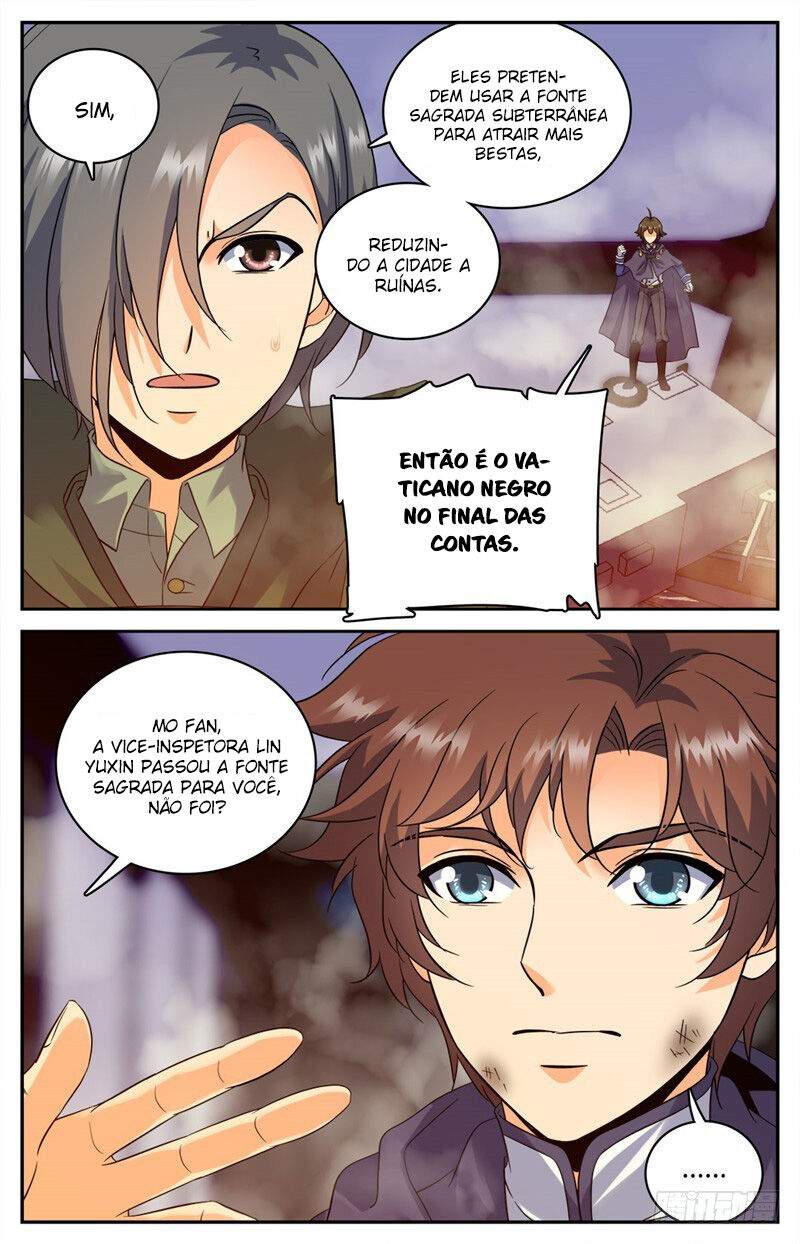 SIM,
ELES PRETEN-
DEM USAR A FONTE
SAGRADA SUBTERRÂNEA
PARA ATRAIR MAIS
BESTAS,
REDUZIN-
DO A CIDADE A
RUÍNAS.
ENTÃO É O VA-
TICANO NEGRO
NO FINAL DAS
CONTAS.
MO FAN,
A VICE-INSPETORA LIN
YUXIN PASSOU A FONTE
SAGRADA PARA VOCÊ,
NÃO FOI?
......